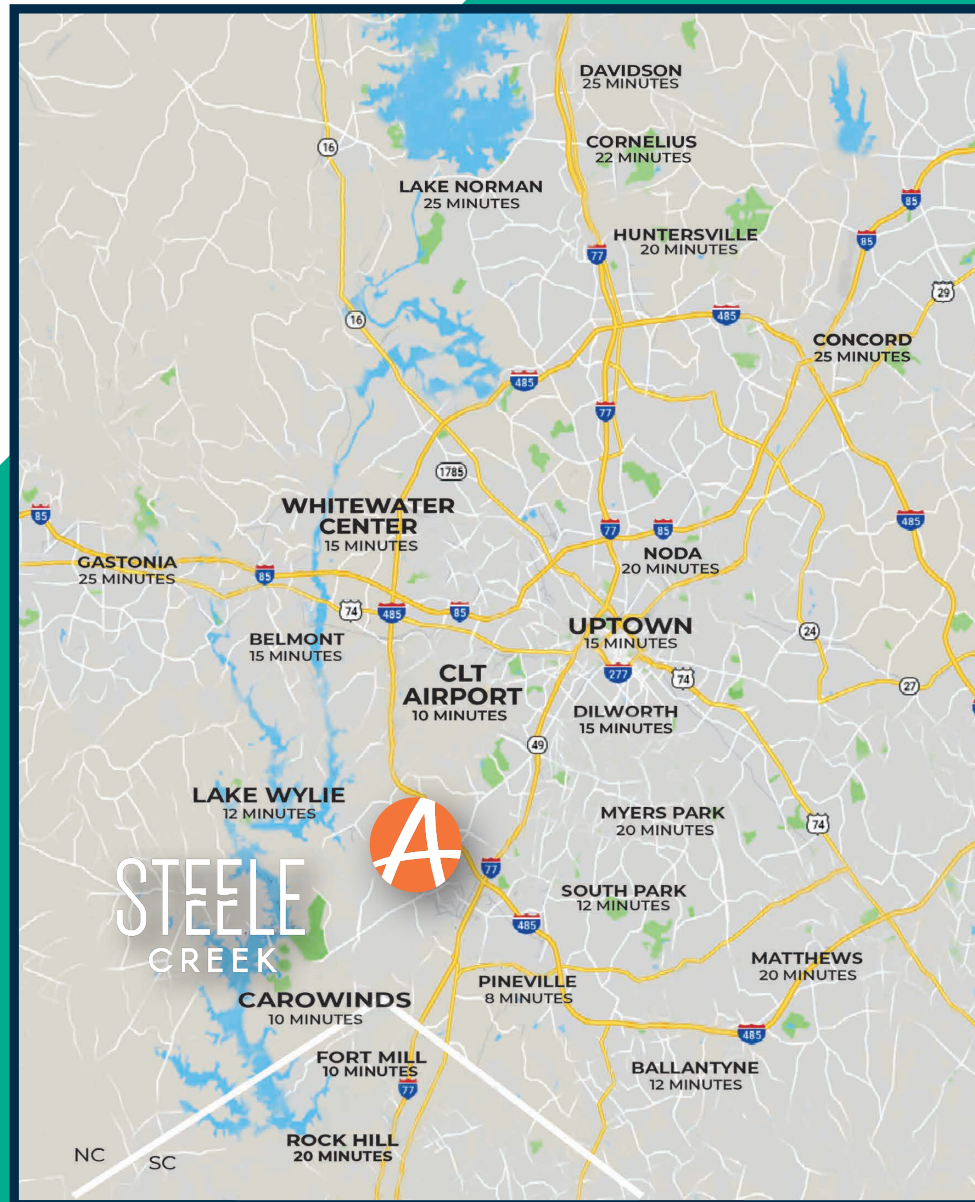 DAVIDSON
25 MINUTES
CORNELIUS
22 MINUTES
16
LAKE NORMAN
25 MINUTES
85
HUNTERSVILLE
20 MINUTES
85
77
29
16
485
CONCORD
25 MINUTES
485
77
1785
WHITEWATER
CENTER
15 MINUTES
85
485
77
85
NODA
20 MINUTES
GASTONIA
25 MINUTES
85
74
485
85
UPTOWN
15 MINUTES
24
BELMONT
15 MINUTES
277
74
27
CLT
AIRPORT
10 MINUTES
DILWORTH
15 MINUTES
49
LAKE WYLIE
12 MINUTES
MYERS PARK
20 MINUTES
74
A
77
STEELE
CREEK
SOUTH PARK
12 MINUTES
485
MATTHEWS
20 MINUTES
PINEVILLE
8 MINUTES
CAROWINDS
10 MINUTES
485
FORT MILL
10 MINUTES
77
BALLANTYNE
12 MINUTES
ROCK HILL
20 MINUTES
NC
SC